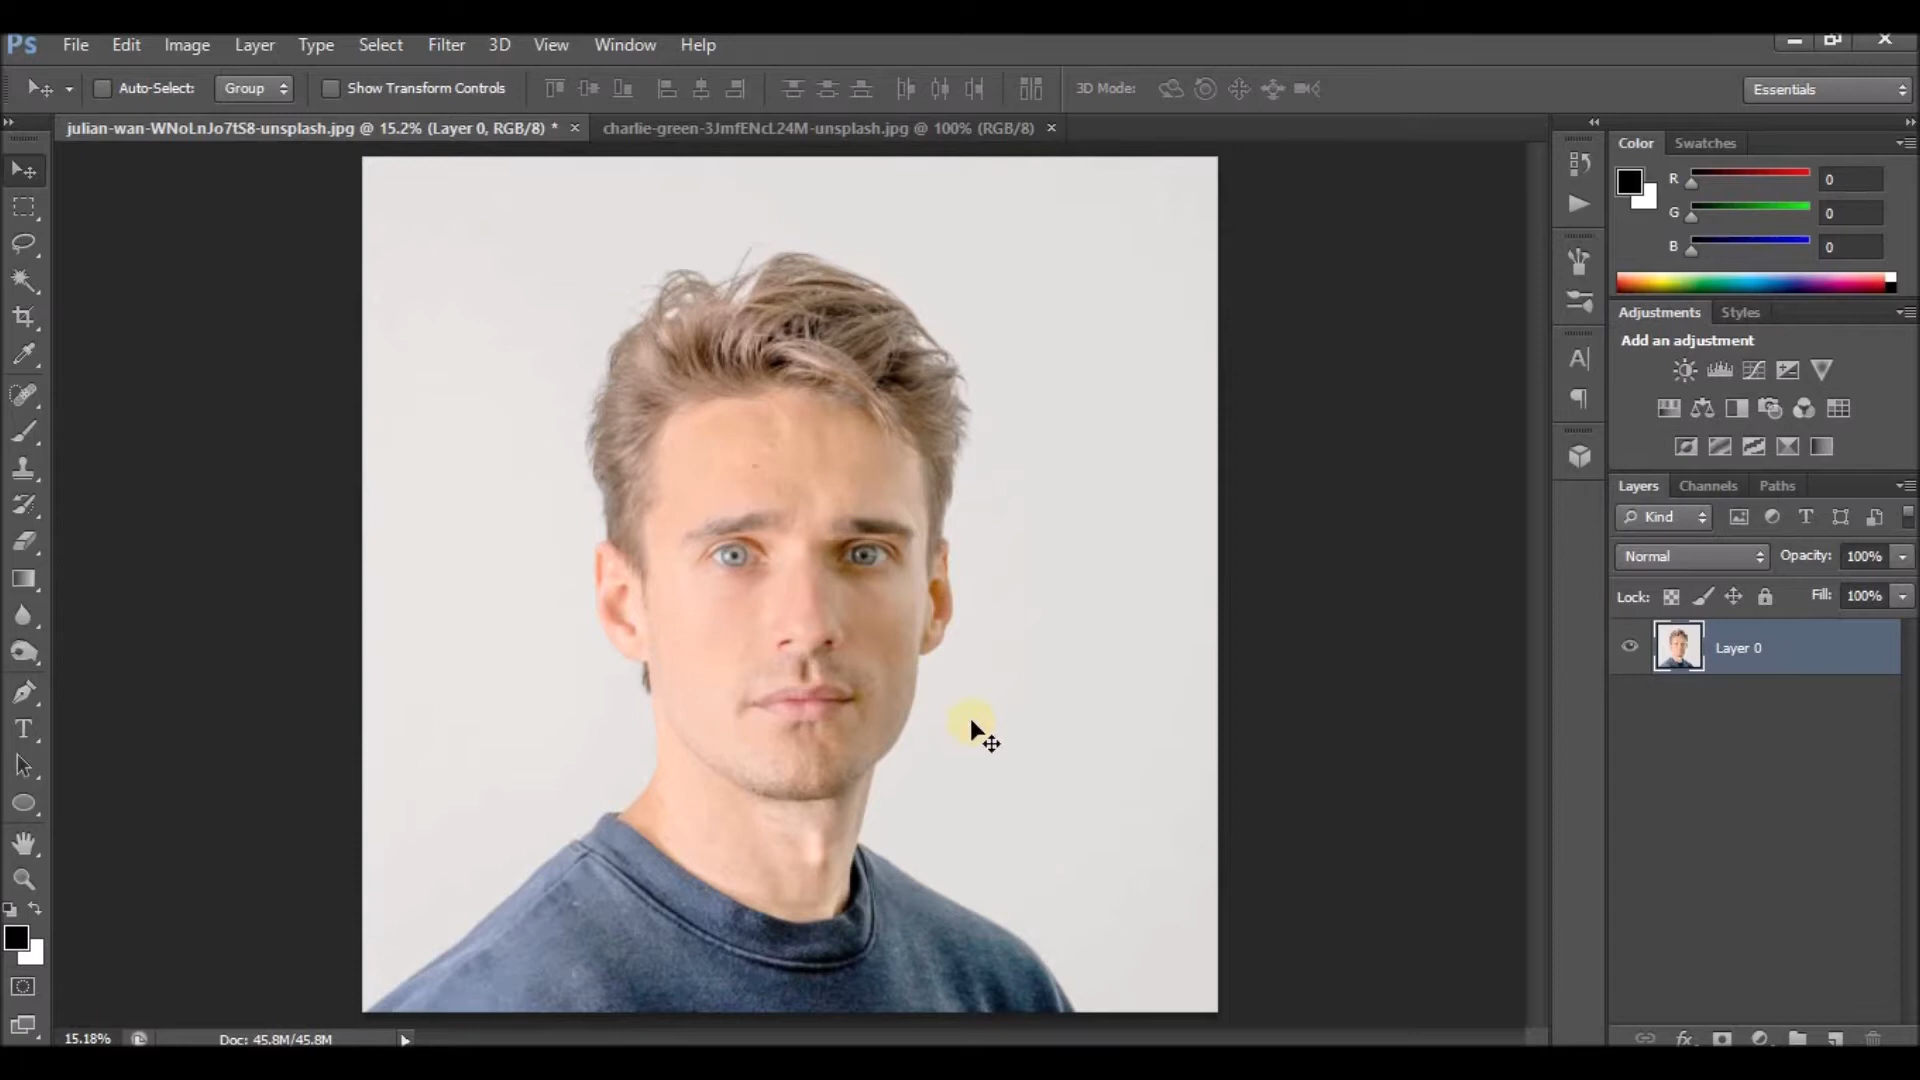 Ps File Edit Image Layer Type Select Filter 3D View Window Help
Auto-Select: Group Show Transform Controls 3D Mode: Essentials
julian-wan-WNoLnJo7tS8-unsplash.jpg @ 15.2% (Layer 0, RGB/8) * charlie-green-3JmfENcL24M-unsplash.jpg @ 100% (RGB/8)
Color Swatches
R 0
G 0
B 0
Adjustments Styles
Add an adjustment
Layers Channels Paths
Kind
Normal Opacity: 100%
Lock: Fill: 100%
Layer 0
15.18% Doc: 45.8M/45.8M
fx